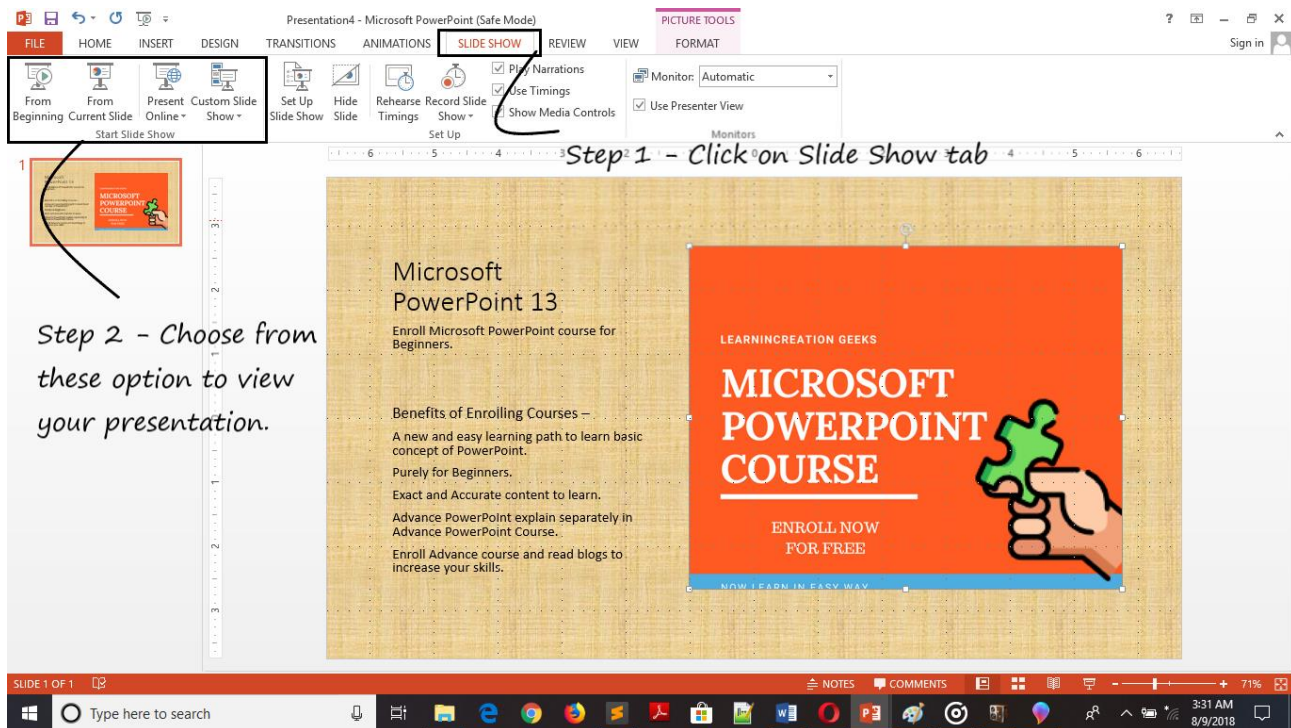 Presentation4 - Microsoft PowerPoint (Safe Mode)
PICTURE TOOLS
?
FILE HOME INSERT DESIGN TRANSITIONS ANIMATIONS SLIDE SHOW REVIEW VIEW FORMAT
Sign in
From Beginning
From Current Slide
Present Online
Custom Slide Show
Set Up Slide Show
Hide Slide
Rehearse Timings
Record Slide Show
Play Narrations
Use Timings
Show Media Controls
Monitor: Automatic
Use Presenter View
Start Slide Show
Set Up
Monitors
Step 1 - Click on Slide Show tab
1
MICROSOFT
POWERPOINT
COURSE
Step 2 - Choose from
these option to view
your presentation.
Microsoft
PowerPoint 13
Enroll Microsoft PowerPoint course for
Beginners.
Benefits of Enrolling Courses –
A new and easy learning path to learn basic
concept of PowerPoint.
Purely for Beginners.
Exact and Accurate content to learn.
Advance PowerPoint explain separately in
Advance PowerPoint Course.
Enroll Advance course and read blogs to
increase your skills.
LEARNINCREATION GEEKS
MICROSOFT
POWERPOINT
COURSE
ENROLL NOW
FOR FREE
NOW LEARN IN EASY WAY
SLIDE 1 OF 1
NOTES
COMMENTS
71%
Type here to search
3:31 AM
8/9/2018